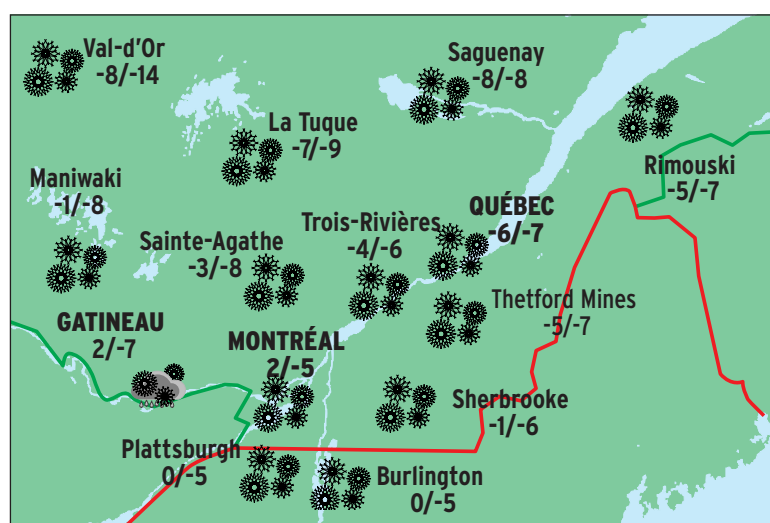 Val-d'Or
-8/-14
Saguenay
-8/-8
La Tuque
-7/-9
Rimouski
-5/-7
Maniwaki
-1/-8
Sainte-Agathe
-3/-8
Trois-Rivières
-4/-6
QUÉBEC
-6/-7
Thetford Mines
-5/-7
GATINEAU
2/-7
MONTRÉAL
2/-5
Sherbrooke
-1/-6
Plattsburgh
0/-5
Burlington
0/-5